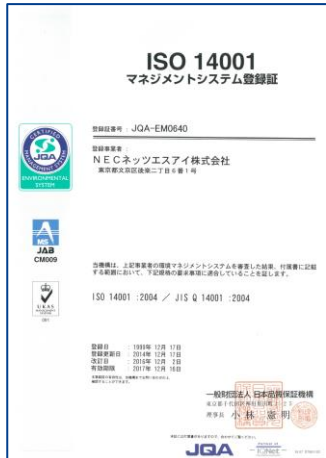 ISO 14001
マネジメントシステム登録証
登録証番号 : JQA-EM0640
登録事業者 :
NECネッツエスアイ株式会社
東京都文京区後楽二丁目6番1号
CERTIFIED
MANAGEMENT SYSTEM
JQA
ENVIRONMENTAL
SYSTEM
MS
JAB
CM009
UKAS
当機構は、上記事業者の環境マネジメントシステムを審査した結果、付属書に記載
する範囲において、下記規格の要求事項に適合していることを証します。
ISO 14001 :2004 / JIS Q 14001 :2004
登録日 : 1999年 12月 17日
登録更新日 : 2014年 12月 17日
改訂日 : 2016年 12月 2日
有効期限 : 2017年 12月 16日
一般財団法人 日本品質保証機構
理事長 小林憲明
JQA
IQNet